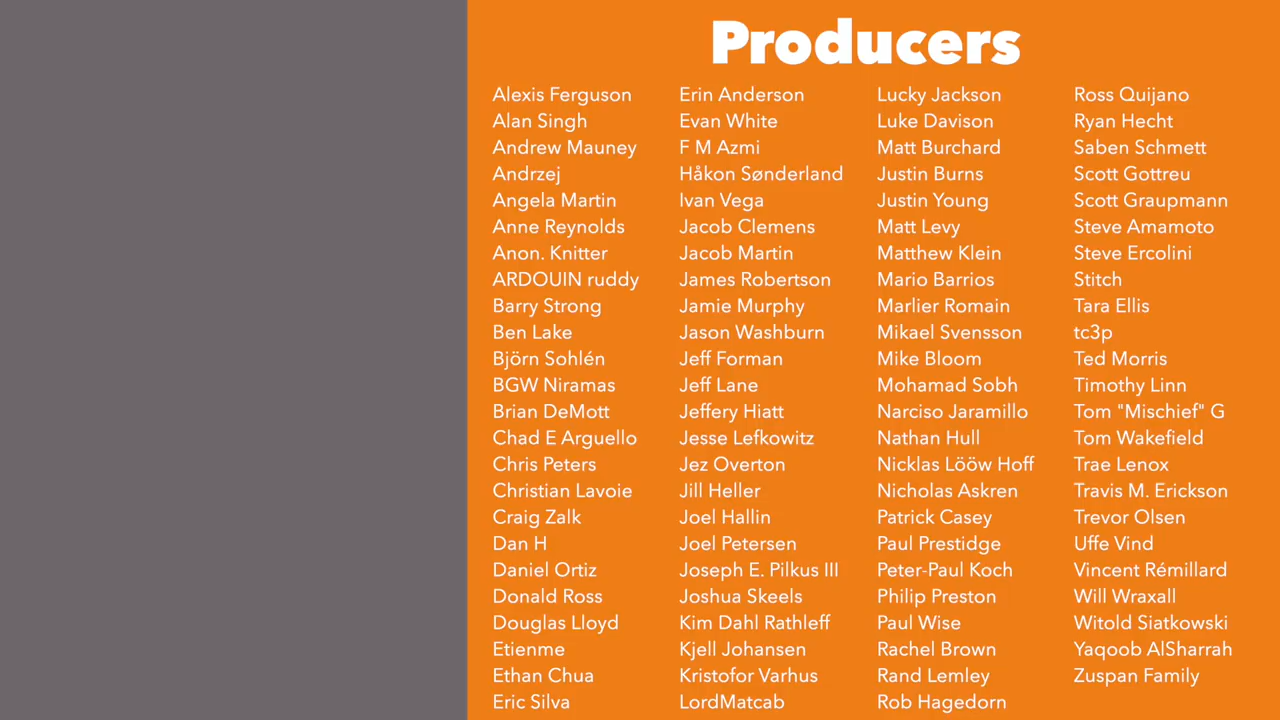 Producers
Alexis Ferguson
Alan Singh
Andrew Mauney
Andrzej
Angela Martin
Anne Reynolds
Anon. Knitter
ARDOUIN ruddy
Barry Strong
Ben Lake
Björn Sohlén
BGW Niramas
Brian DeMott
Chad E Arguello
Chris Peters
Christian Lavoie
Craig Zalk
Dan H
Daniel Ortiz
Donald Ross
Douglas Lloyd
Etienme
Ethan Chua
Eric Silva
Erin Anderson
Evan White
F M Azmi
Håkon Sønderland
Ivan Vega
Jacob Clemens
Jacob Martin
James Robertson
Jamie Murphy
Jason Washburn
Jeff Forman
Jeff Lane
Jeffery Hiatt
Jesse Lefkowitz
Jez Overton
Jill Heller
Joel Hallin
Joel Petersen
Joseph E. Pilkus III
Joshua Skeels
Kim Dahl Rathleff
Kjell Johansen
Kristofor Varhus
LordMatcab
Lucky Jackson
Luke Davison
Matt Burchard
Justin Burns
Justin Young
Matt Levy
Matthew Klein
Mario Barrios
Marlier Romain
Mikael Svensson
Mike Bloom
Mohamad Sobh
Narciso Jaramillo
Nathan Hull
Nicklas Lööw Hoff
Nicholas Askren
Patrick Casey
Paul Prestidge
Peter-Paul Koch
Philip Preston
Paul Wise
Rachel Brown
Rand Lemley
Rob Hagedorn
Ross Quijano
Ryan Hecht
Saben Schmett
Scott Gottreu
Scott Graupmann
Steve Amamoto
Steve Ercolini
Stitch
Tara Ellis
tc3p
Ted Morris
Timothy Linn
Tom "Mischief" G
Tom Wakefield
Trae Lenox
Travis M. Erickson
Trevor Olsen
Uffe Vind
Vincent Rémillard
Will Wraxall
Witold Siatkowski
Yaqoob AlSharrah
Zuspan Family